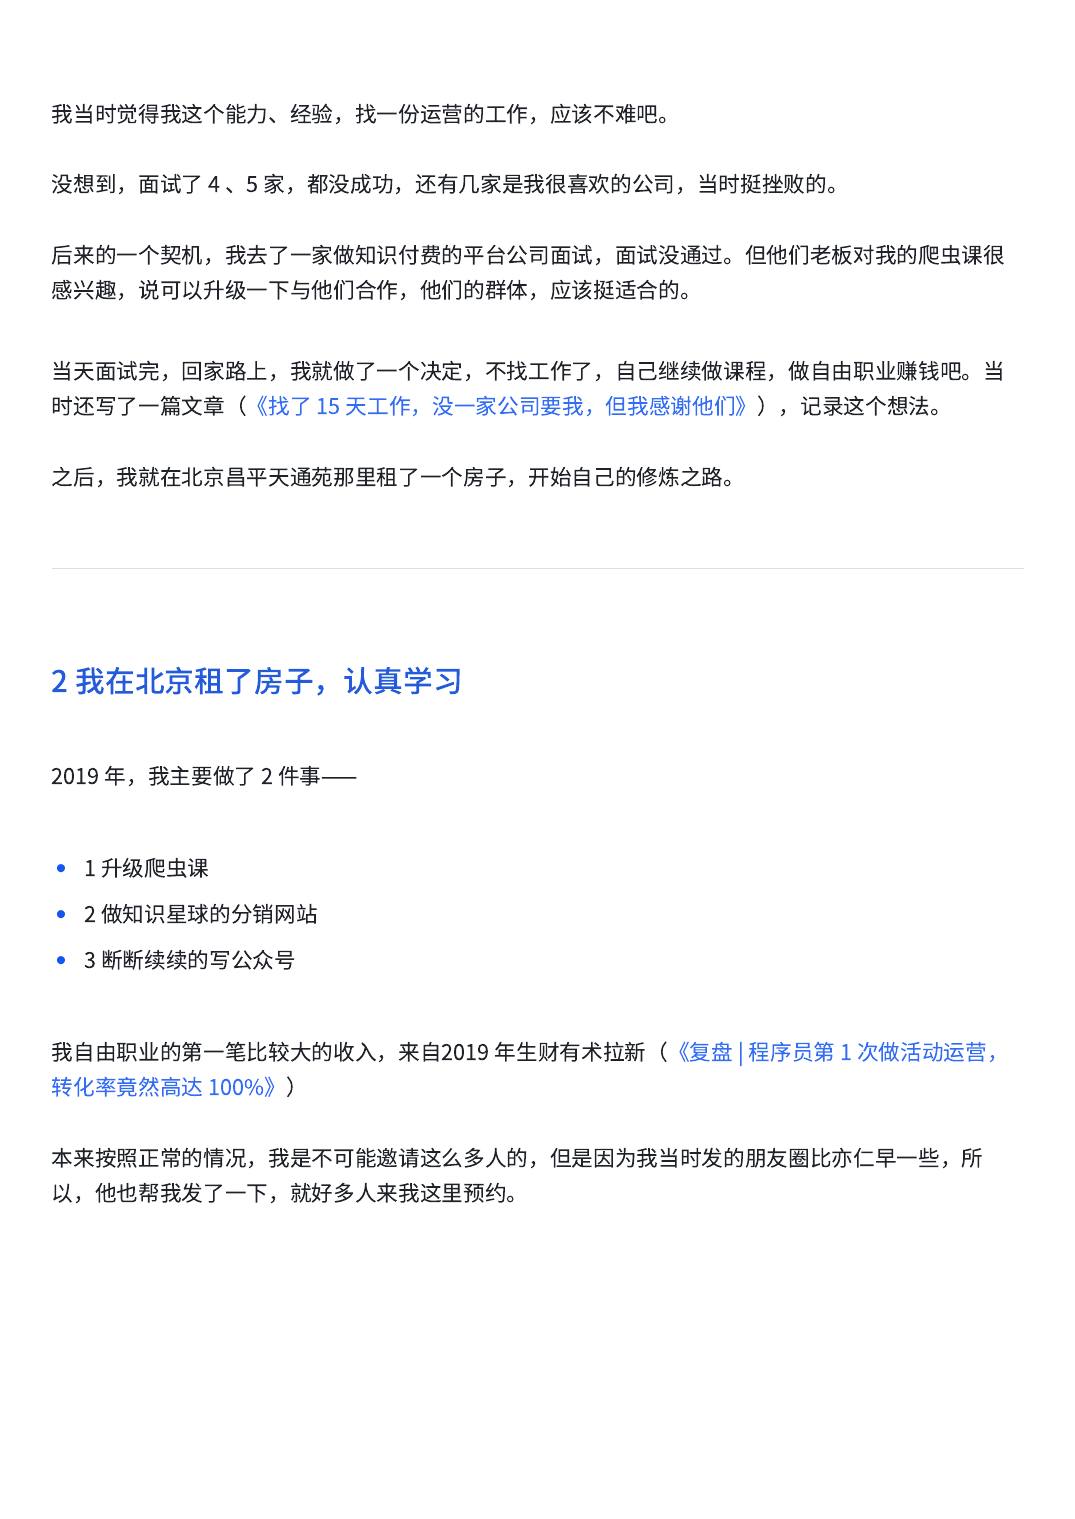 我当时觉得我这个能力、经验，找一份运营的工作，应该不难吧。
没想到，面试了 4 、5 家，都没成功，还有几家是我很喜欢的公司，当时挺挫败的。
后来的一个契机，我去了一家做知识付费的平台公司面试，面试没通过。但他们老板对我的爬虫课很
感兴趣，说可以升级一下与他们合作，他们的群体，应该挺适合的。
当天面试完，回家路上，我就做了一个决定，不找工作了，自己继续做课程，做自由职业赚钱吧。当
时还写了一篇文章（《找了 15 天工作，没一家公司要我，但我感谢他们》），记录这个想法。
之后，我就在北京昌平天通苑那里租了一个房子，开始自己的修炼之路。
2 我在北京租了房子，认真学习
2019 年，我主要做了 2 件事——
• 1 升级爬虫课
• 2 做知识星球的分销网站
• 3 断断续续的写公众号
我自由职业的第一笔比较大的收入，来自2019 年生财有术拉新（《复盘 | 程序员第 1 次做活动运营，
转化率竟然高达 100%》）
本来按照正常的情况，我是不可能邀请这么多人的，但是因为我当时发的朋友圈比亦仁早一些，所
以，他也帮我发了一下，就好多人来我这里预约。